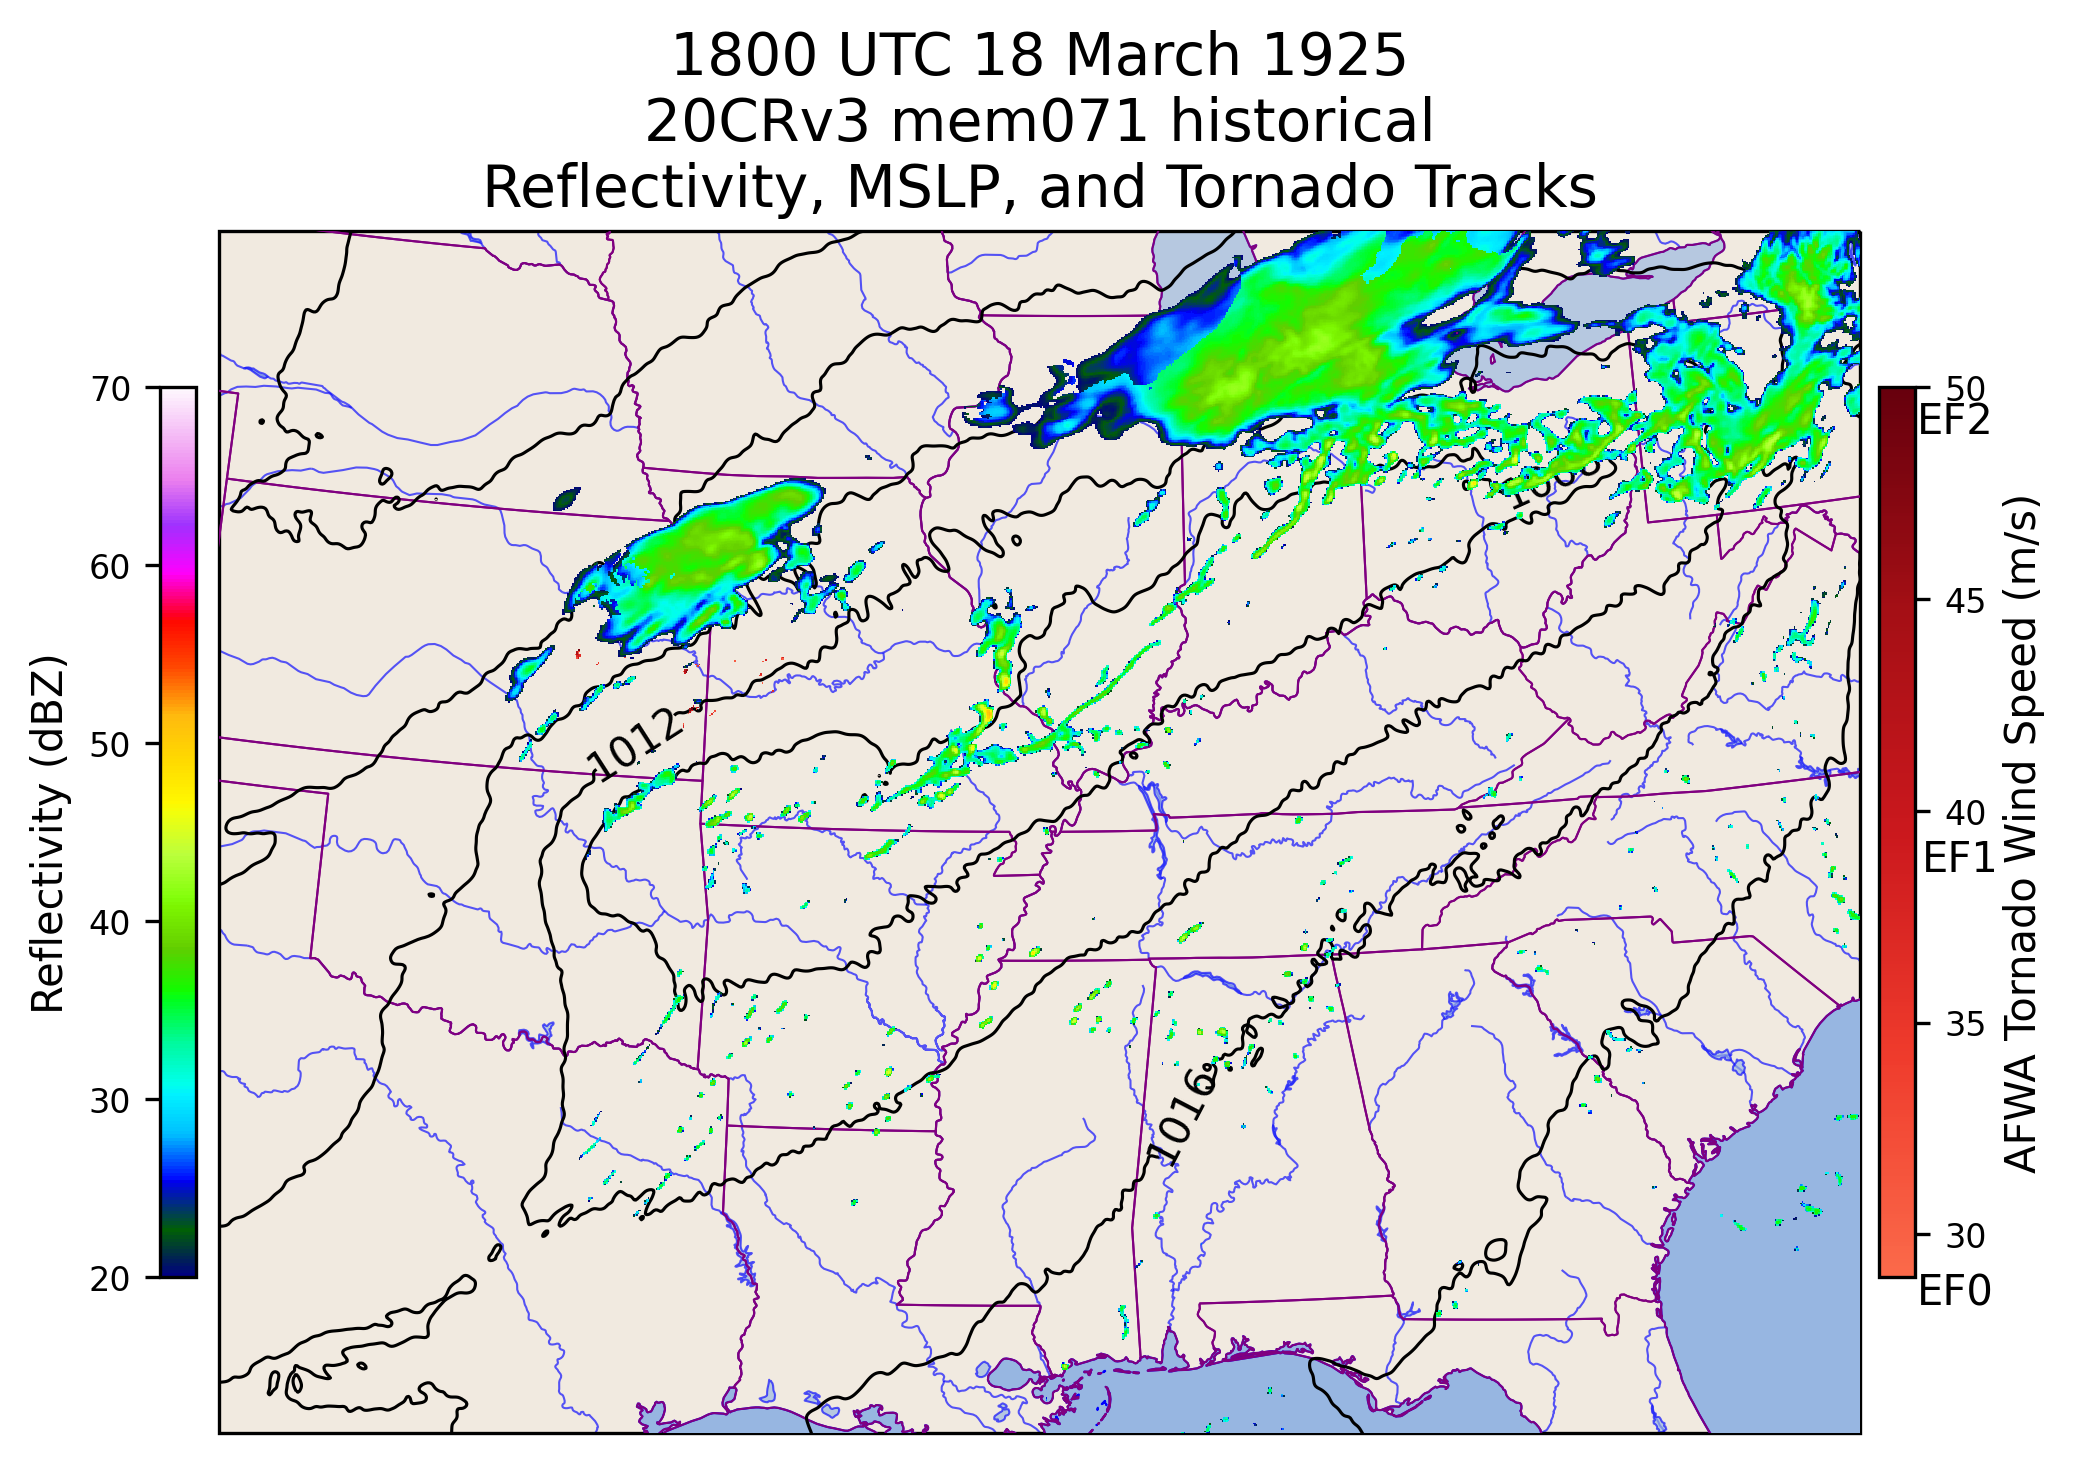 1800 UTC 18 March 1925
20CRv3 mem071 historical
Reflectivity, MSLP, and Tornado Tracks
70
60
50
40
30
20
Reflectivity (dBZ)
1012
1016
50
EF2
45
40
EF1
35
30
EF0
AFWA Tornado Wind Speed (m/s)